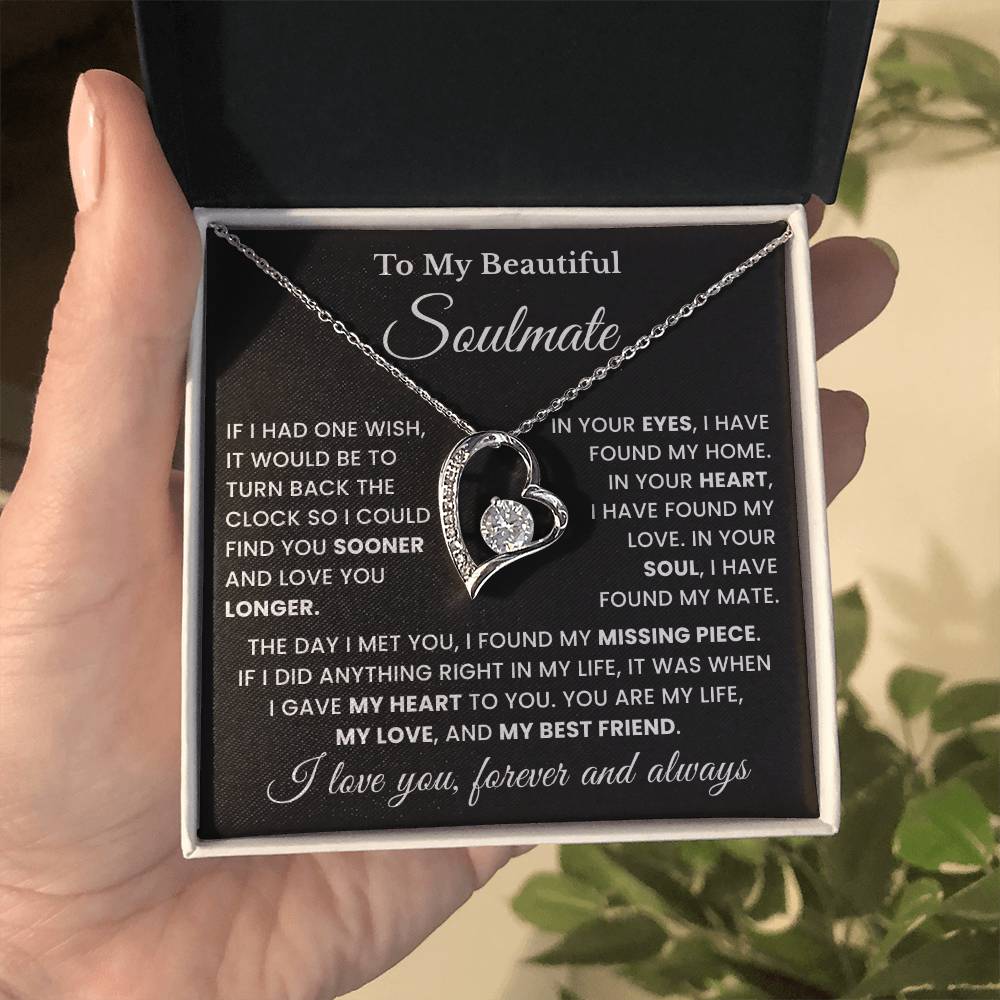 To My Beautiful
Soulmate
IF I HAD ONE WISH,
IT WOULD BE TO
TURN BACK THE
CLOCK SO I COULD
FIND YOU SOONER
AND LOVE YOU
LONGER.
IN YOUR EYES, I HAVE
FOUND MY HOME.
IN YOUR HEART,
I HAVE FOUND MY
LOVE. IN YOUR
SOUL, I HAVE
FOUND MY MATE.
THE DAY I MET YOU, I FOUND MY MISSING PIECE.
IF I DID ANYTHING RIGHT IN MY LIFE, IT WAS WHEN
I GAVE MY HEART TO YOU. YOU ARE MY LIFE,
MY LOVE, AND MY BEST FRIEND.
I love you, forever and always